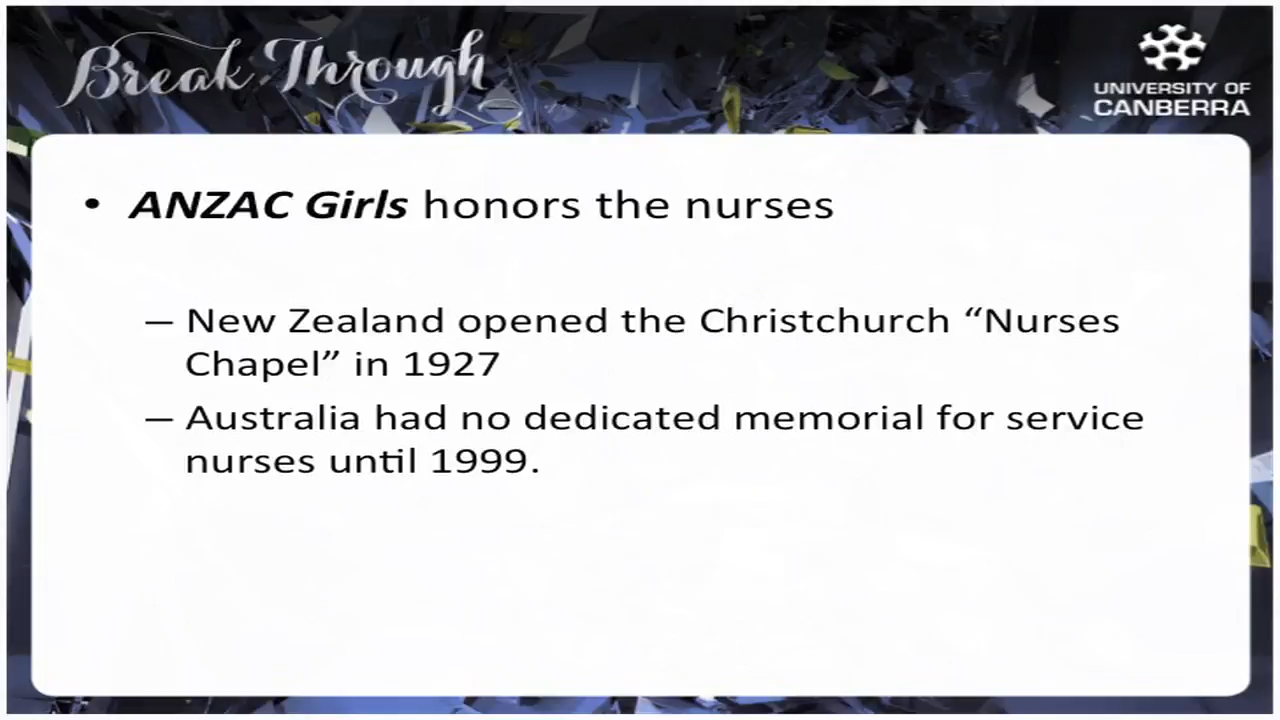 Break Through
UNIVERSITY OF
CANBERRA
• ANZAC Girls honors the nurses
– New Zealand opened the Christchurch “Nurses
Chapel” in 1927
– Australia had no dedicated memorial for service
nurses until 1999.